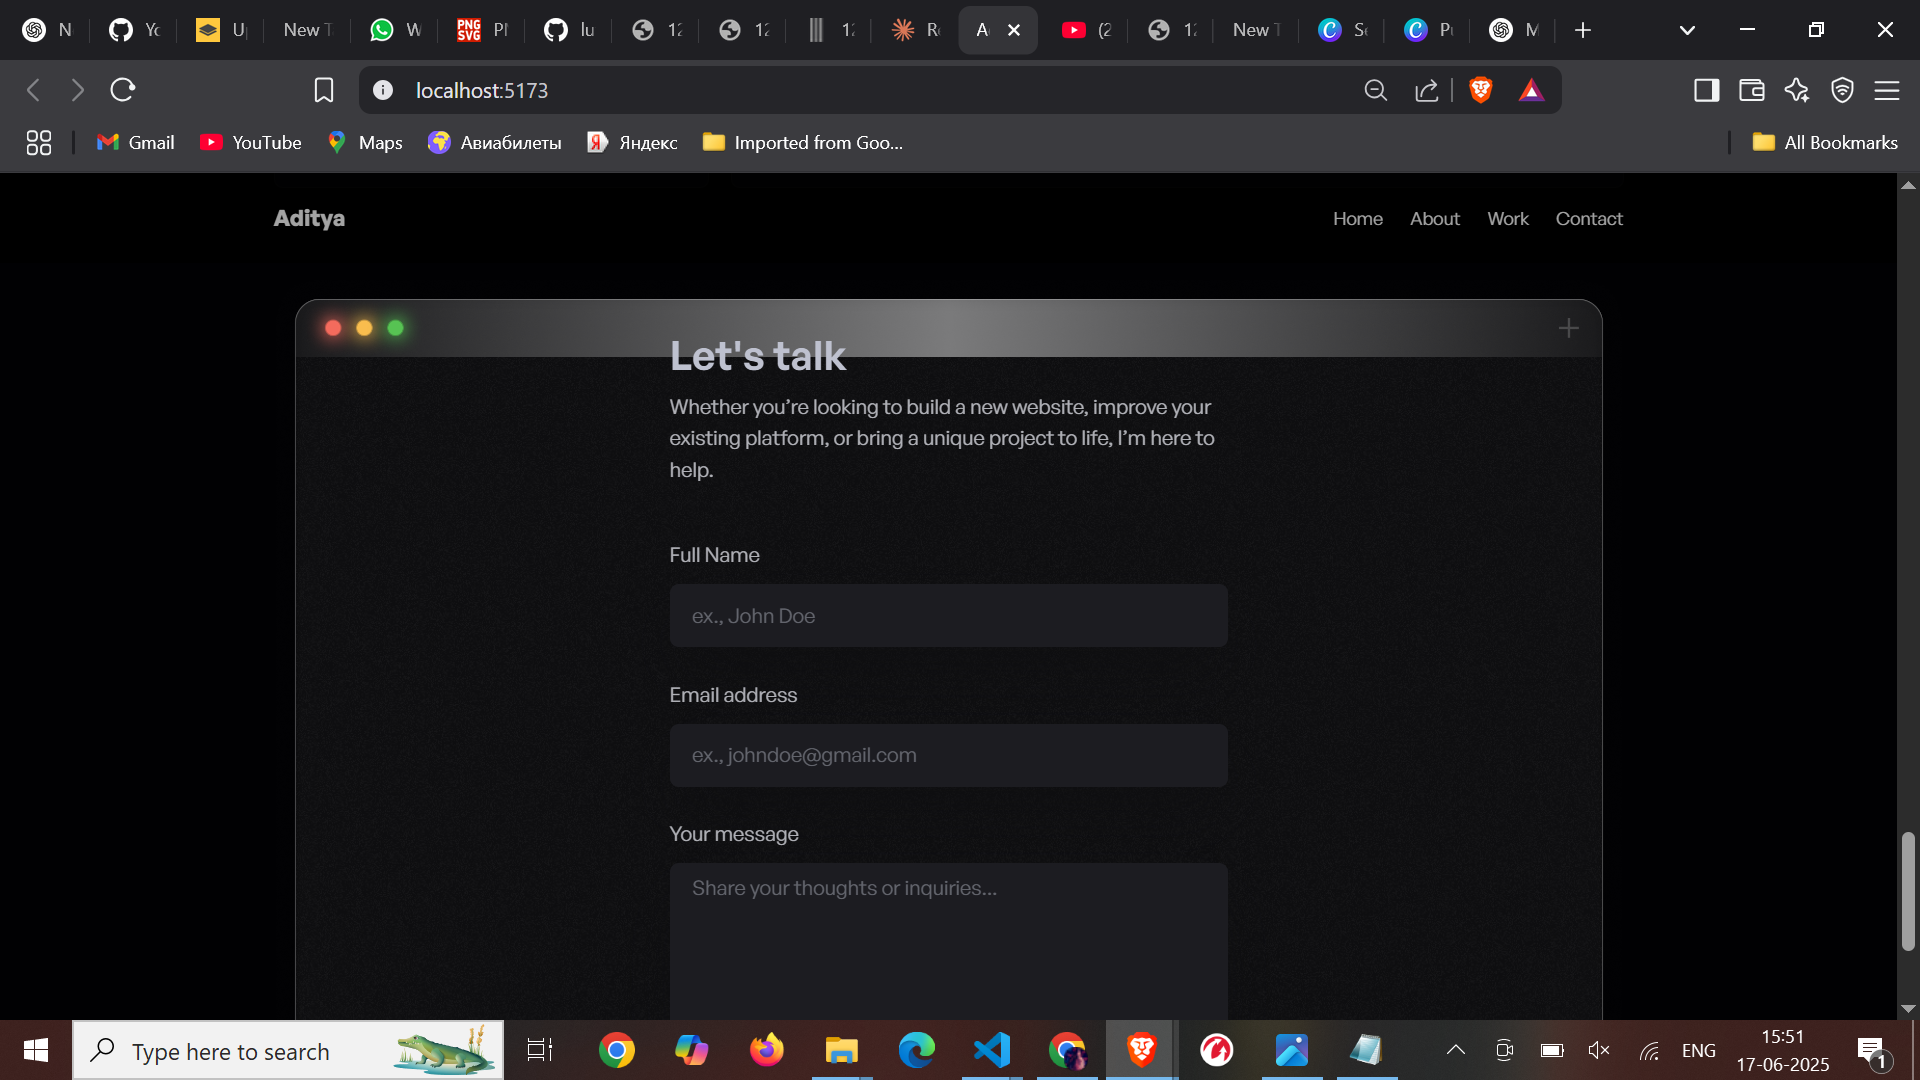 N
Yo
U
New T
W
PNG
SVG
Pl
lu
12
12
12
Re
A
(2
12
New T
Se
Pu
M
localhost:5173
Gmail
YouTube
Maps
Авиабилеты
Яндекс
Imported from Goo...
All Bookmarks
Aditya
Home
About
Work
Contact
Let's talk
Whether you’re looking to build a new website, improve your
existing platform, or bring a unique project to life, I’m here to
help.
Full Name
ex., John Doe
Email address
ex., johndoe@gmail.com
Your message
Share your thoughts or inquiries...
Type here to search
ENG
15:51
17-06-2025
1